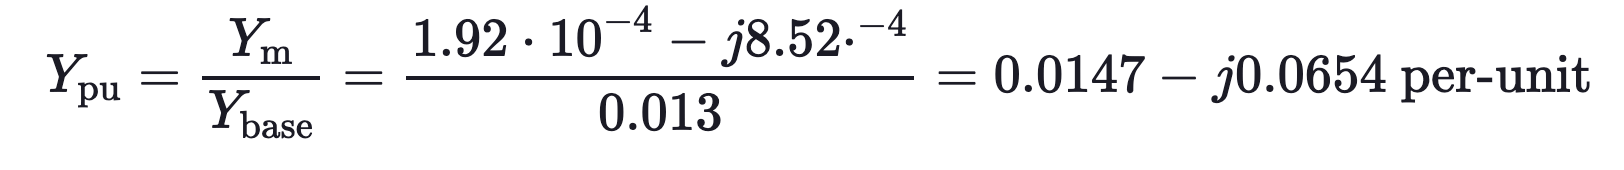 Y_pu = Y_m / Y_base = (1.92 · 10^−4 − j8.52·^−4) / 0.013 = 0.0147 − j0.0654 per-unit